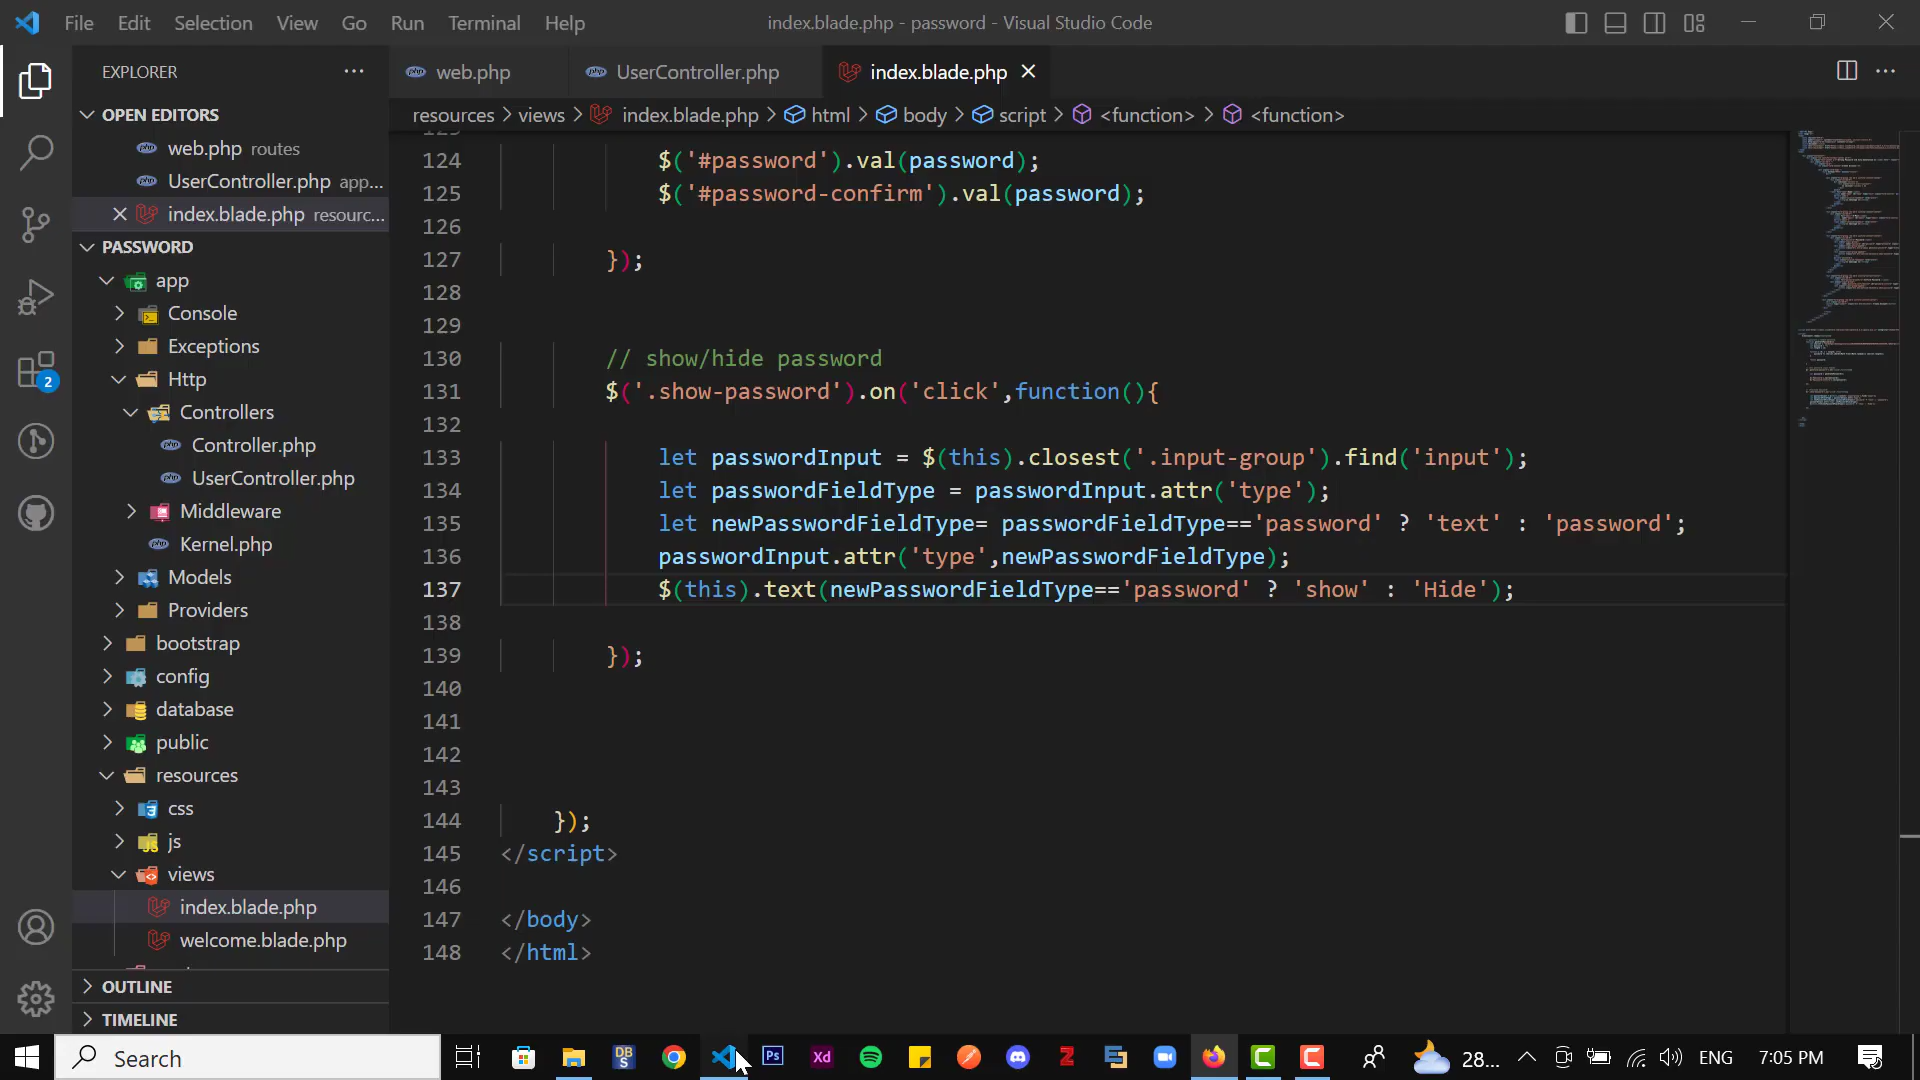 File Edit Selection View Go Run Terminal Help
index.blade.php - password - Visual Studio Code
EXPLORER
web.php
UserController.php
index.blade.php
resources > views > index.blade.php > html > body > script > <function> > <function>
OPEN EDITORS
web.php routes
UserController.php app...
index.blade.php resourc...
PASSWORD
app
Console
Exceptions
Http
Controllers
Controller.php
UserController.php
Middleware
Kernel.php
Models
Providers
bootstrap
config
database
public
resources
css
js
views
index.blade.php
welcome.blade.php
OUTLINE
TIMELINE
2
124 $('#password').val(password);
125 $('#password-confirm').val(password);
126
127 });
128
129
130 // show/hide password
131 $('.show-password').on('click',function(){
132
133 let passwordInput = $(this).closest('.input-group').find('input');
134 let passwordFieldType = passwordInput.attr('type');
135 let newPasswordFieldType= passwordFieldType=='password' ? 'text' : 'password';
136 passwordInput.attr('type',newPasswordFieldType);
137 $(this).text(newPasswordFieldType=='password' ? 'show' : 'Hide');
138
139 });
140
141
142
143
144 });
145 </script>
146
147 </body>
148 </html>
Search
DB
BS
Ps
Xd
28...
ENG
7:05 PM